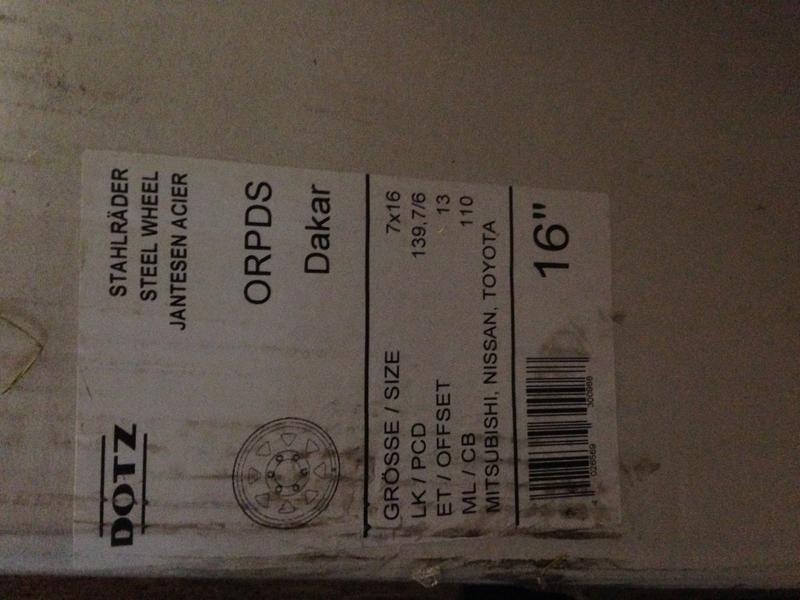 DOTZ
STAHLRÄDER
STEEL WHEEL
JANTESEN ACIER
ORPDS
Dakar
GRÖSSE / SIZE 7x16
LK / PCD 139,7/6
ET / OFFSET 13
ML / CB 110
MITSUBISHI, NISSAN, TOYOTA
16"